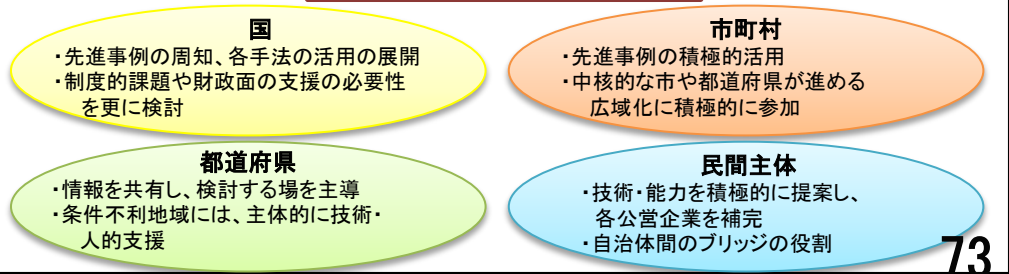 国
・先進事例の周知、各手法の活用の展開
・制度的課題や財政面の支援の必要性
を更に検討
市町村
・先進事例の積極的活用
・中核的な市や都道府県が進める
広域化に積極的に参加
都道府県
・情報を共有し、検討する場を主導
・条件不利地域には、主体的に技術・
人的支援
民間主体
・技術・能力を積極的に提案し、
各公営企業を補完
・自治体間のブリッジの役割
73